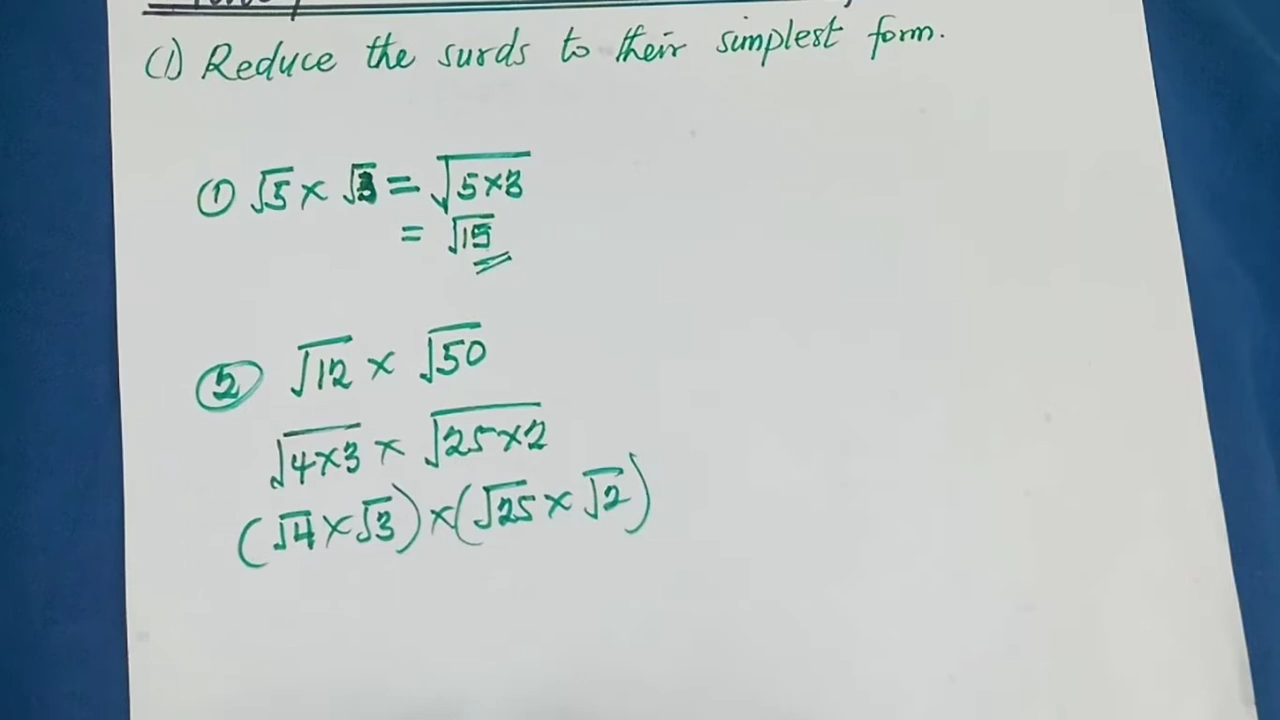 (1) Reduce the surds to their simplest form.
① √5 × √3 = √5×3
= √15
② √12 × √50
√4×3 × √25×2
(√4 × √3) × (√25 × √2)